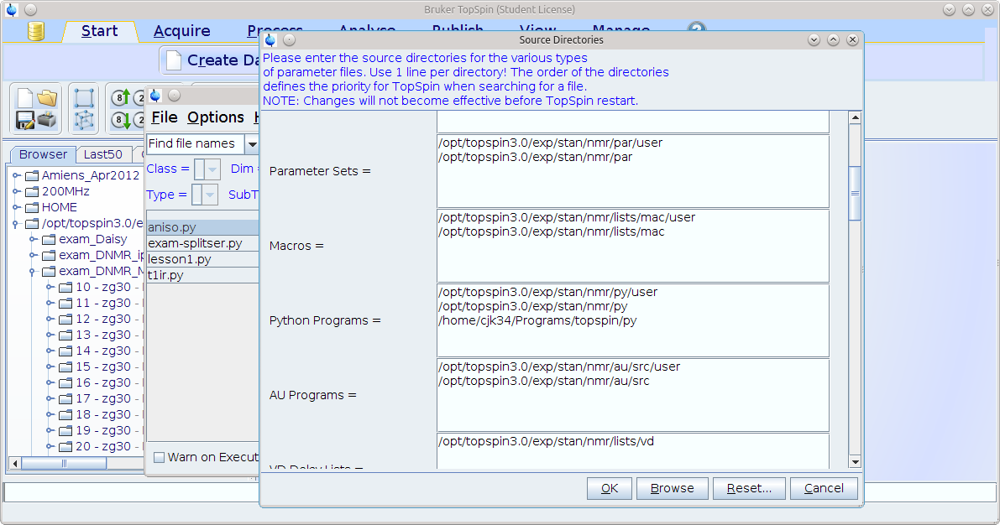 Bruker TopSpin (Student License)
Start Acquire Process Analyse Publish View Manage ?
Create Da
Source Directories
Please enter the source directories for the various types
of parameter files. Use 1 line per directory! The order of the directories
defines the priority for TopSpin when searching for a file.
NOTE: Changes will not become effective before TopSpin restart.
8 2
8 2
File Options
Find file names
Class = Dim =
Type = SubT
aniso.py
exam-splitser.py
lesson1.py
t1ir.py
Warn on Execut
Browser Last50
Amiens_Apr2012
200MHz
HOME
/opt/topspin3.0/e
exam_Daisy
exam_DNMR_ip
exam_DNMR_M
10 - zg30 -
11 - zg30 -
12 - zg30 -
13 - zg30 -
14 - zg30 -
15 - zg30 -
16 - zg30 -
17 - zg30 -
18 - zg30 -
19 - zg30 -
20 - zg30 -
Parameter Sets =
/opt/topspin3.0/exp/stan/nmr/par/user
/opt/topspin3.0/exp/stan/nmr/par
Macros =
/opt/topspin3.0/exp/stan/nmr/lists/mac/user
/opt/topspin3.0/exp/stan/nmr/lists/mac
Python Programs =
/opt/topspin3.0/exp/stan/nmr/py/user
/opt/topspin3.0/exp/stan/nmr/py
/home/cjk34/Programs/topspin/py
AU Programs =
/opt/topspin3.0/exp/stan/nmr/au/src/user
/opt/topspin3.0/exp/stan/nmr/au/src
VD Delay Lists =
/opt/topspin3.0/exp/stan/nmr/lists/vd
OK Browse Reset... Cancel